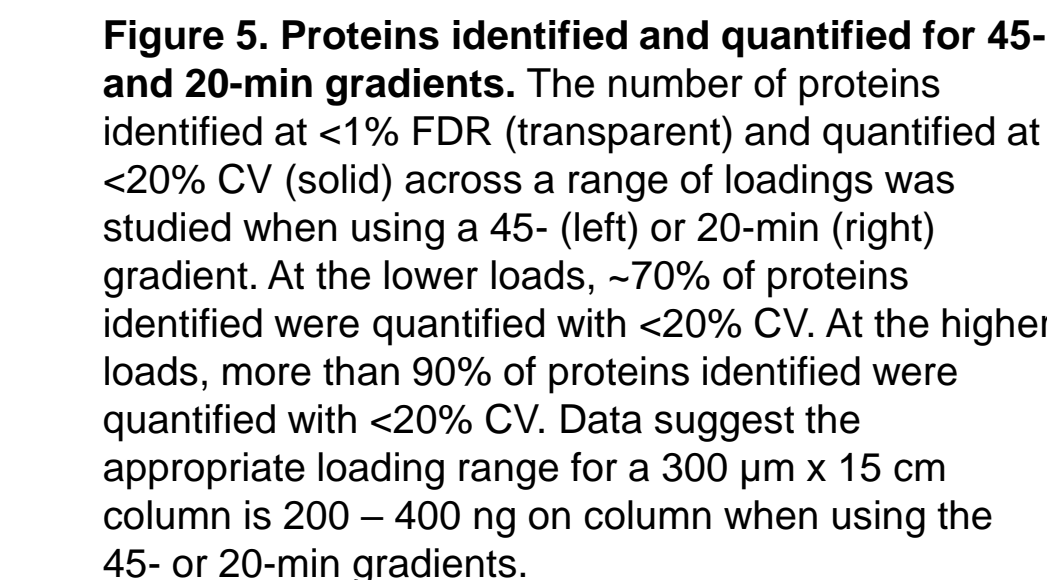 Figure 5. Proteins identified and quantified for 45-
and 20-min gradients. The number of proteins
identified at <1% FDR (transparent) and quantified at
<20% CV (solid) across a range of loadings was
studied when using a 45- (left) or 20-min (right)
gradient. At the lower loads, ~70% of proteins
identified were quantified with <20% CV. At the higher
loads, more than 90% of proteins identified were
quantified with <20% CV. Data suggest the
appropriate loading range for a 300 µm x 15 cm
column is 200 – 400 ng on column when using the
45- or 20-min gradients.